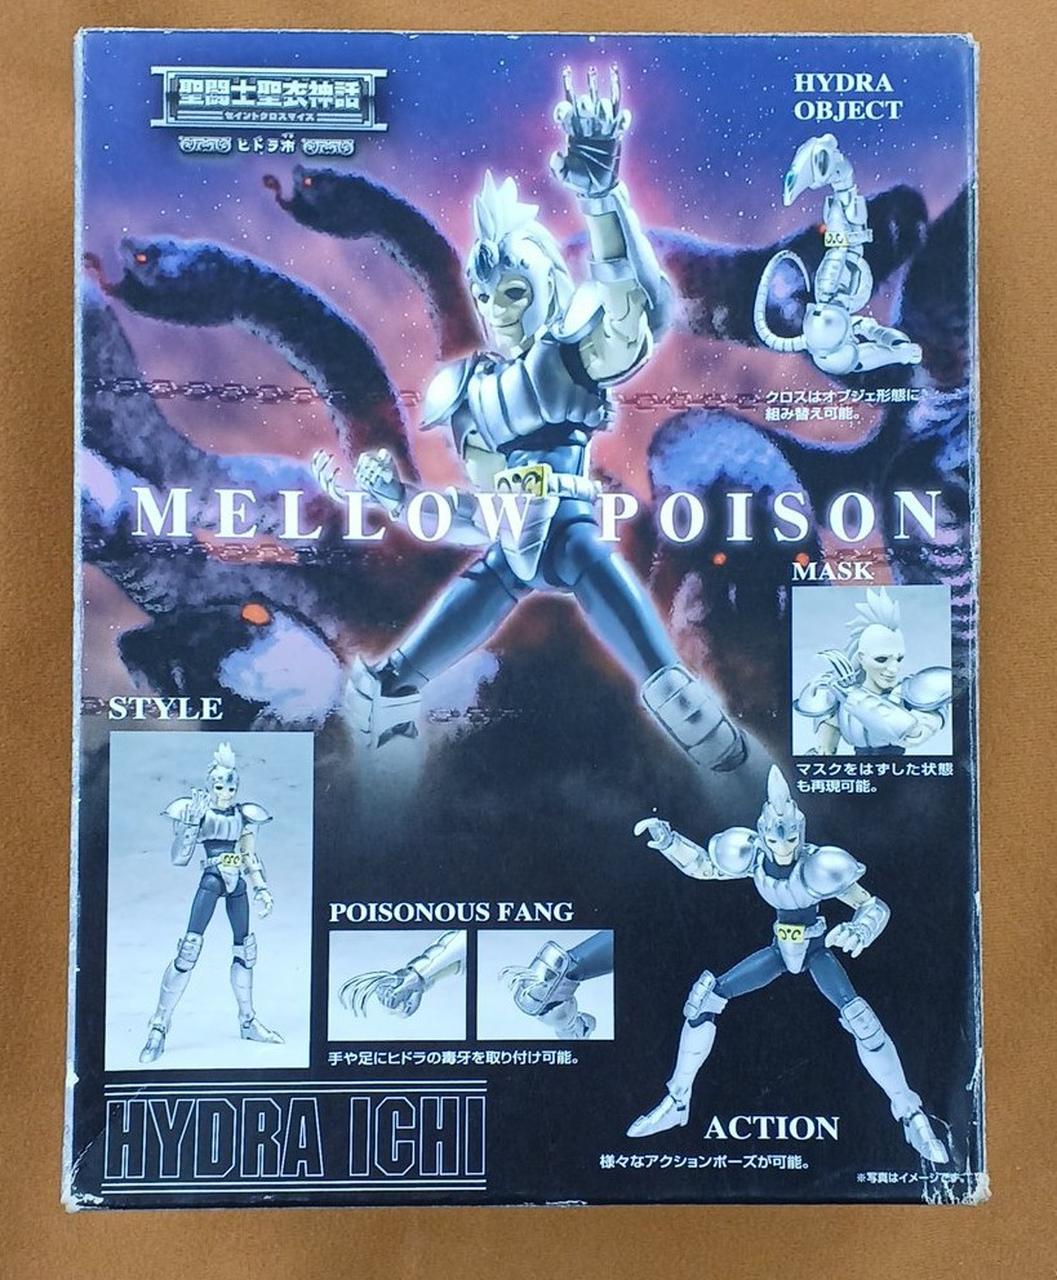 聖闘士聖衣神話
セイントクロスマイス
ヒドラ市
HYDRA
OBJECT
クロスはオブジェ形態に
組み替え可能。
MELLOW POISON
MASK
マスクをはずした状態
も再現可能。
STYLE
POISONOUS FANG
手や足にヒドラの毒牙を取り付け可能。
HYDRA ICHI
ACTION
様々なアクションポーズが可能。
※写真はイメージです。